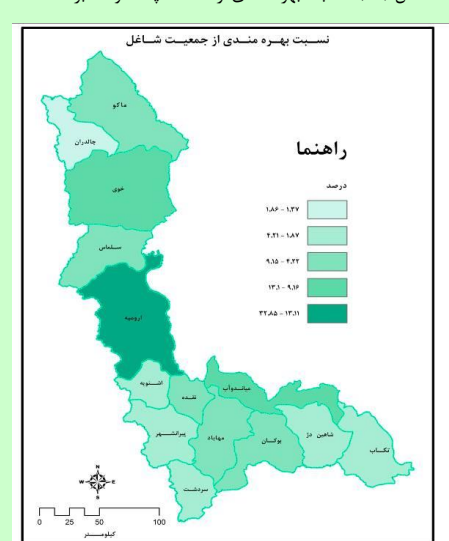 نسبت بهره مندی از جمعیت شاغل
ماکو
چالدران
خوی
سلماس
ارومیه
اشنویه
نقده
میاندوآب
پیرانشهر
مهاباد
بوکان
شاهین دژ
تکاب
سردشت
راهنما
درصد
۱.۸۶ - ۱.۳۷
۴.۲۱ - ۱.۸۷
۹.۱۵ - ۴.۲۲
۱۳.۱ - ۹.۱۶
۳۲.۸۵ - ۱۳.۱۱
N
W E
S
0 25 50 100
کیلومتر